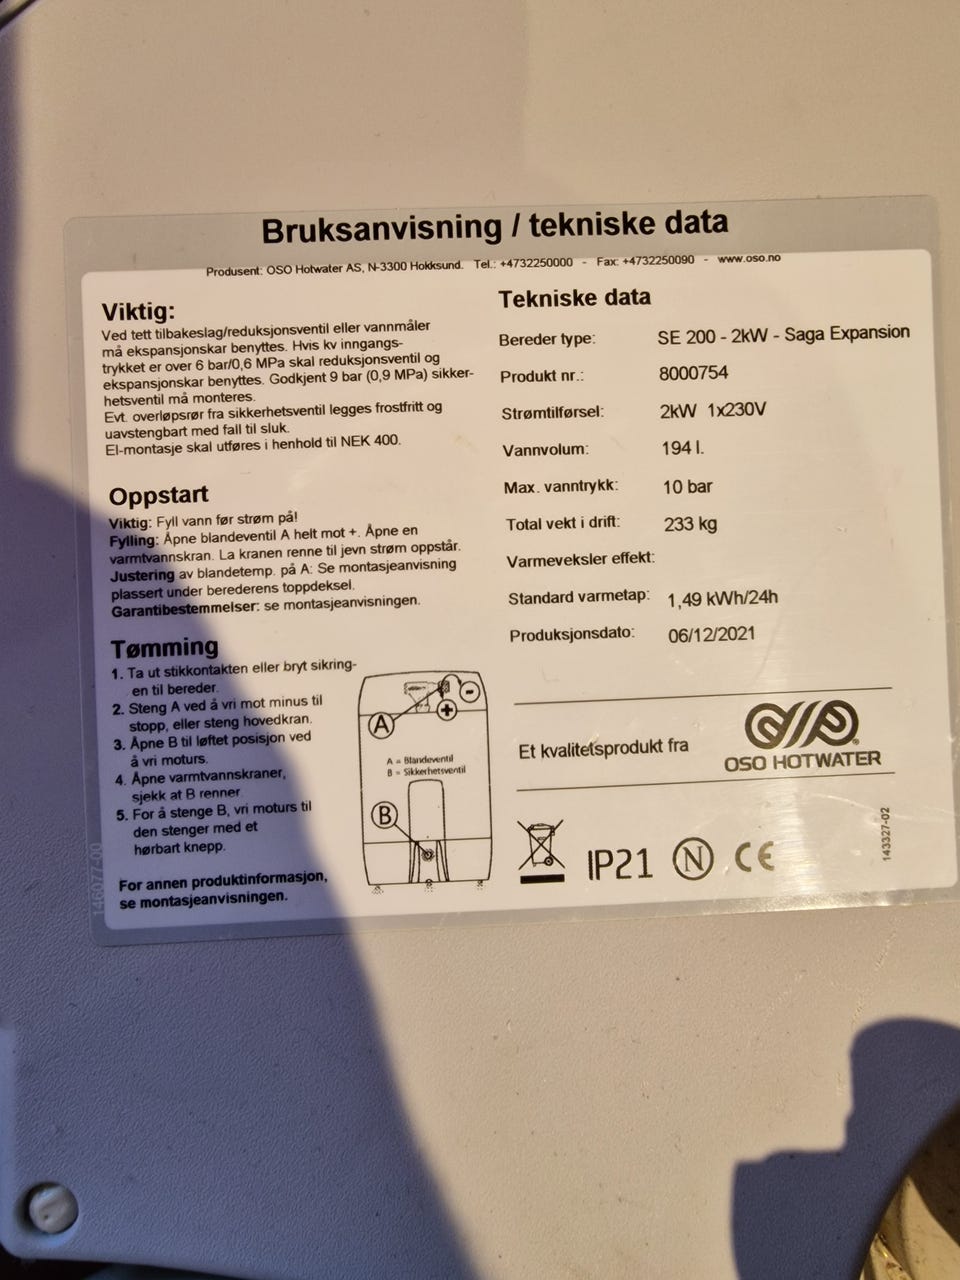 Bruksanvisning / tekniske data
Produsent: OSO Hotwater AS, N-3300 Hokksund. Tel.: +4732250000 - Fax: +4732250090 - www.oso.no
Viktig:
Ved tett tilbakeslag/reduksjonsventil eller vannmåler
må ekspansjonskar benyttes. Hvis kv inngangs-
trykket er over 6 bar/0,6 MPa skal reduksjonsventil og
ekspansjonskar benyttes. Godkjent 9 bar (0,9 MPa) sikker-
hetsventil må monteres.
Evt. overløpsrør fra sikkerhetsventil legges frostfritt og
uavstengbart med fall til sluk.
El-montasje skal utføres i henhold til NEK 400.
Oppstart
Viktig: Fyll vann før strøm på!
Fylling: Åpne blandeventil A helt mot +. Åpne en
varmtvannskran. La kranen renne til jevn strøm oppstår.
Justering av blandetemp. på A: Se montasjeanvisning
plassert under berederens toppdeksel.
Garantibestemmelser: se montasjeanvisningen.
Tømming
1. Ta ut stikkontakten eller bryt sikring-
en til bereder.
2. Steng A ved å vri mot minus til
stopp, eller steng hovedkran.
3. Åpne B til løftet posisjon ved
å vri moturs.
4. Åpne varmtvannskraner,
sjekk at B renner
5. For å stenge B, vri moturs til
den stenger med et
hørbart knepp.
For annen produktinformasjon,
se montasjeanvisningen.
146077-00
A
-
+
A = Blandeventil
B = Sikkerhetsventil
B
Tekniske data
Bereder type: SE 200 - 2kW - Saga Expansion
Produkt nr.: 8000754
Strømtilførsel: 2kW 1x230V
Vannvolum: 194 l.
Max. vanntrykk: 10 bar
Total vekt i drift: 233 kg
Varmeveksler effekt:
Standard varmetap: 1,49 kWh/24h
Produksjonsdato: 06/12/2021
Et kvalitetsprodukt fra
OSO HOTWATER
IP21 N CE
143327-02